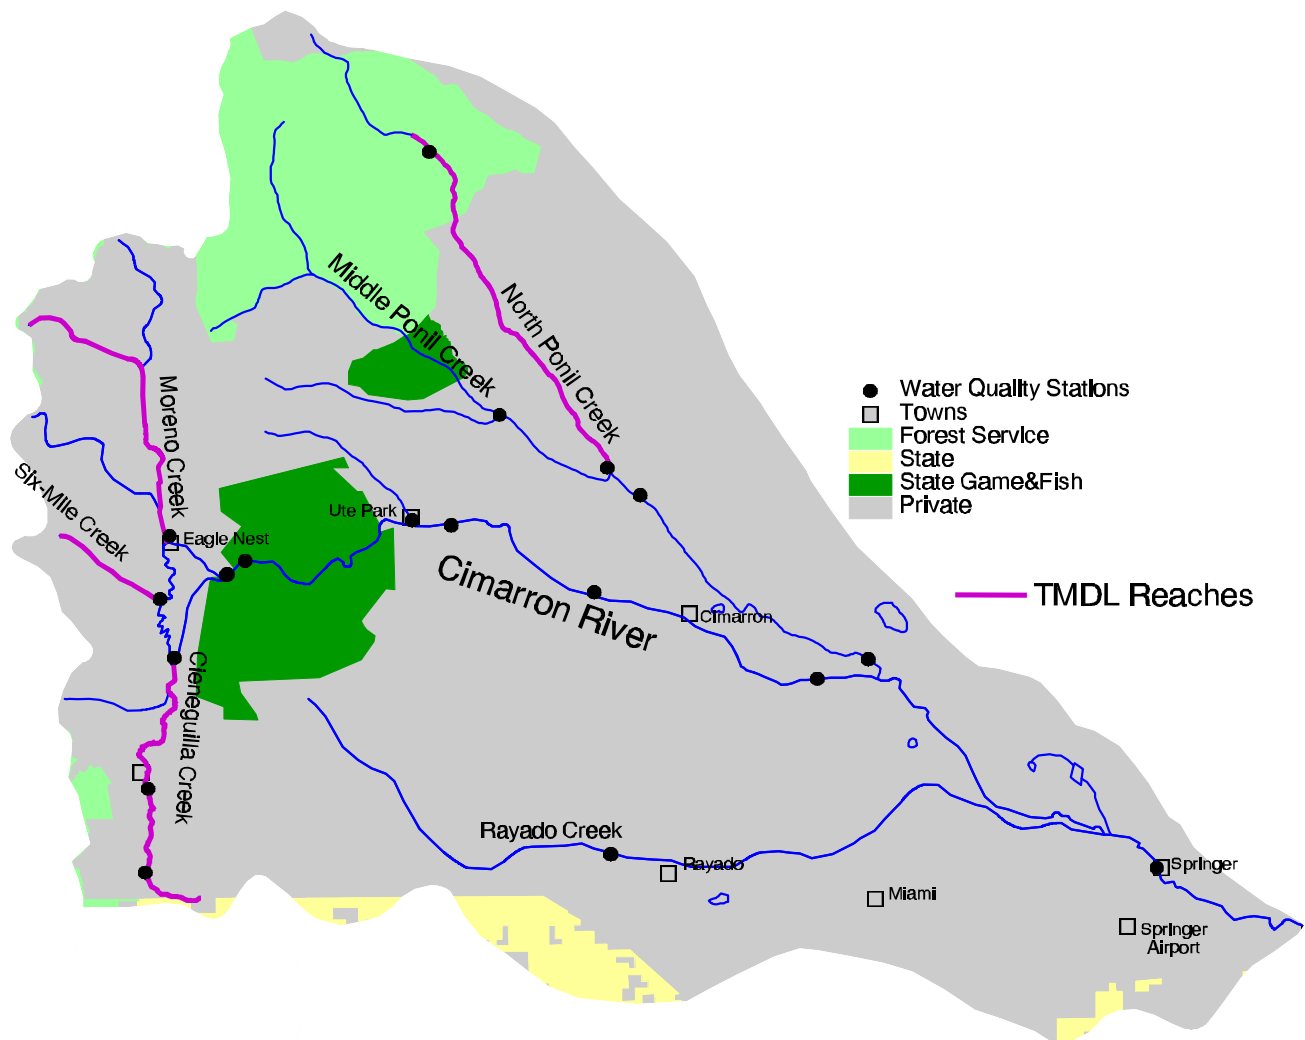 Middle Ponil Creek
North Ponil Creek
Moreno Creek
Six-Mile Creek
Water Quality Stations
Towns
Forest Service
State
State Game&Fish
Private
Ute Park
Eagle Nest
Cimarron River
TMDL Reaches
Cimarron
Cieneguilla Creek
Rayado Creek
Rayado
Springer
Miami
Springer
Airport